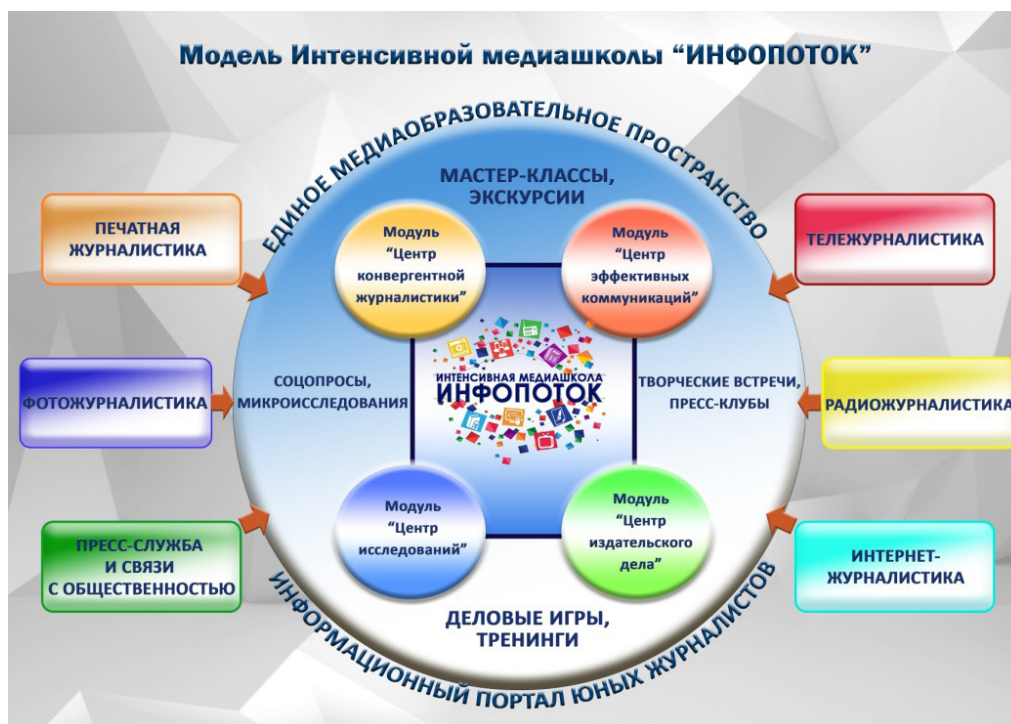 Модель Интенсивной медиашколы “ИНФОПОТОК”
ЕДИНОЕ МЕДИАОБРАЗОВАТЕЛЬНОЕ ПРОСТРАНСТВО
МАСТЕР-КЛАССЫ,
ЭКСКУРСИИ
ПЕЧАТНАЯ
ЖУРНАЛИСТИКА
Модуль
“Центр
конвергентной
журналистики”
Модуль
“Центр
эффективных
коммуникаций”
ТЕЛЕЖУРНАЛИСТИКА
ФОТОЖУРНАЛИСТИКА
СОЦОПРОСЫ,
МИКРОИССЛЕДОВАНИЯ
ИНТЕНСИВНАЯ МЕДИАШКОЛА
ИНФОПОТОК
ТВОРЧЕСКИЕ ВСТРЕЧИ,
ПРЕСС-КЛУБЫ
РАДИОЖУРНАЛИСТИКА
ПРЕСС-СЛУЖБА
И СВЯЗИ
С ОБЩЕСТВЕННОСТЬЮ
Модуль
“Центр
исследований”
Модуль
“Центр
издательского
дела”
ИНТЕРНЕТ-
ЖУРНАЛИСТИКА
ДЕЛОВЫЕ ИГРЫ,
ТРЕНИНГИ
ИНФОРМАЦИОННЫЙ ПОРТАЛ ЮНЫХ ЖУРНАЛИСТОВ